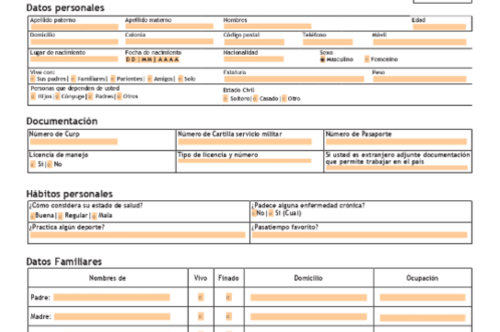 Datos personales
Apellido paterno Apellido materno Nombres Edad
Domicilio Colonia Código postal Teléfono Móvil
Lugar de nacimiento Fecha de nacimiento Nacionalidad Sexo
DD|MM|AAAA Masculino Femenino
Vive con: Estatura Peso
Sus padres| Familiares| Parientes| Amigos| Solo
Personas que dependen de usted Estado Civil
Hijos| Cónyuge| Padres| Otros Soltero| Casado| Otro
Documentación
Número de Curp Número de Cartilla servicio militar Número de Pasaporte
Licencia de manejo Tipo de licencia y número Si usted es extranjero adjunte documentación
Si| No que permite trabajar en el país
Hábitos personales
¿Cómo considera su estado de salud? ¿Padece alguna enfermedad crónica?
Buena| Regular| Mala No| Si (Cual)
¿Practica algún deporte? ¿Pasatiempo favorito?
Datos Familiares
Nombres de Vivo Finado Domicilio Ocupación
Padre:
Madre: